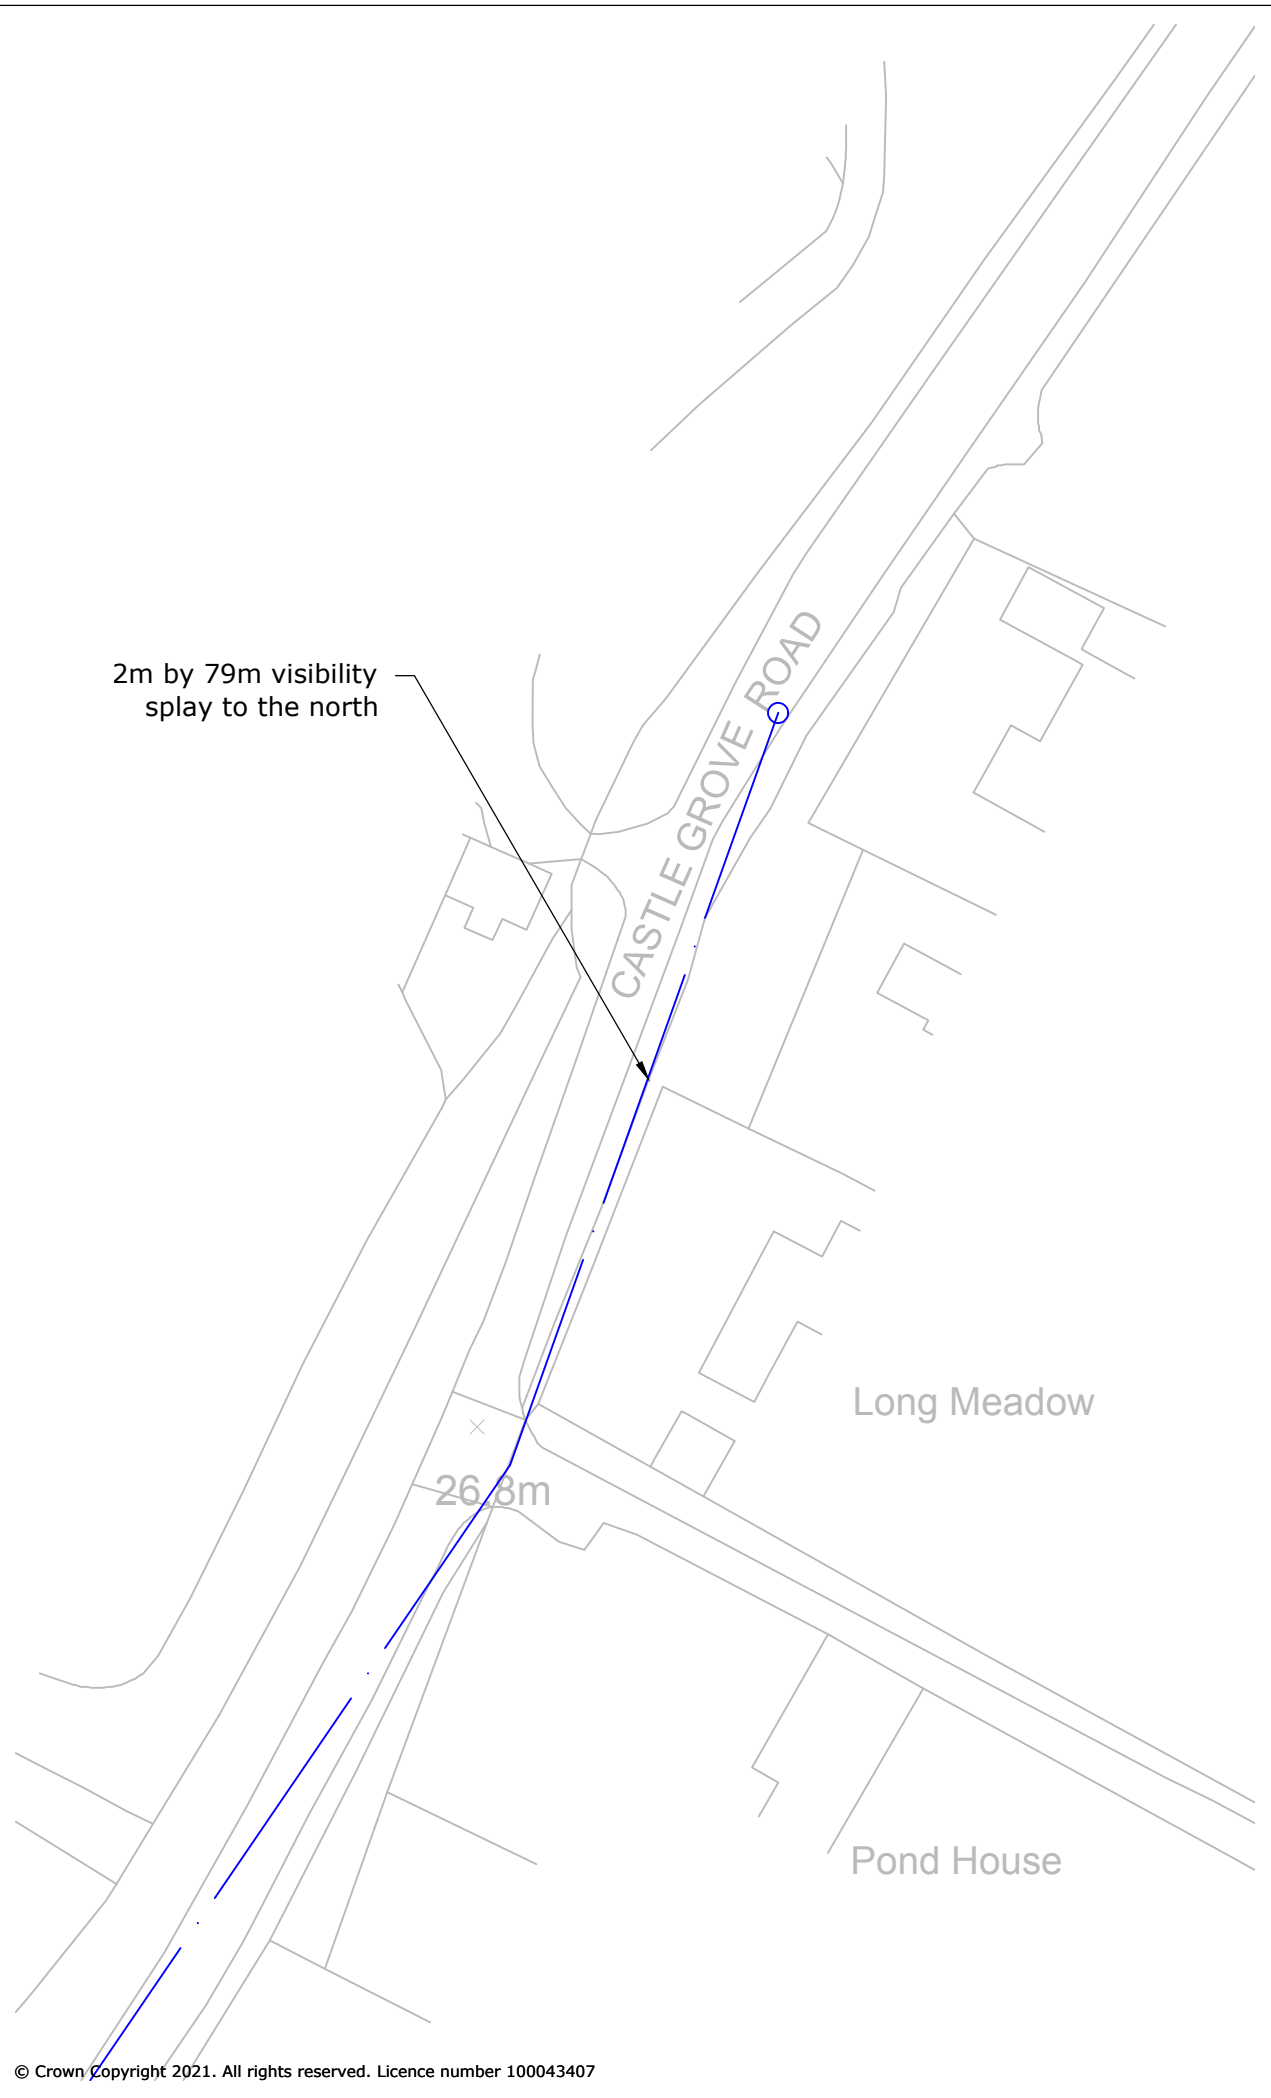 2m by 79m visibility
splay to the north
CASTLE GROVE ROAD
Long Meadow
26.8m
Pond House
© Crown Copyright 2021. All rights reserved. Licence number 100043407